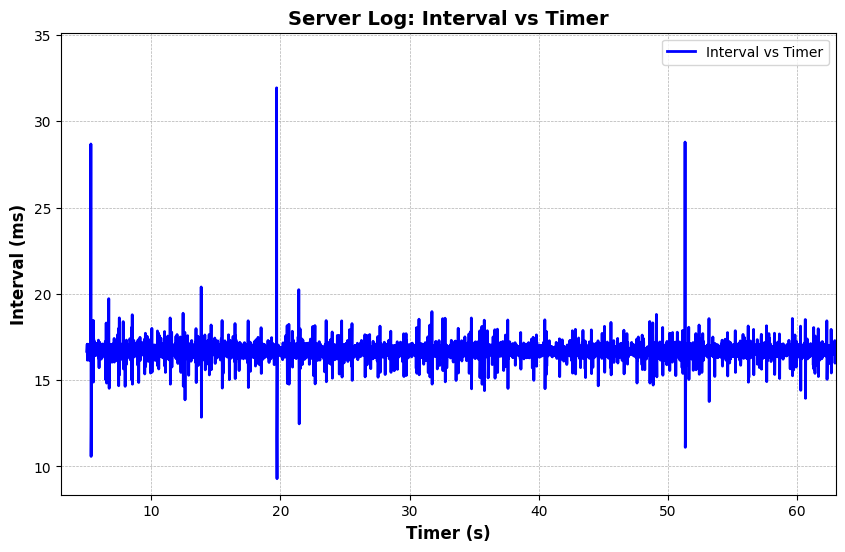 Server Log: Interval vs Timer
Interval vs Timer
Interval (ms)
35
30
25
20
15
10
10 20 30 40 50 60
Timer (s)